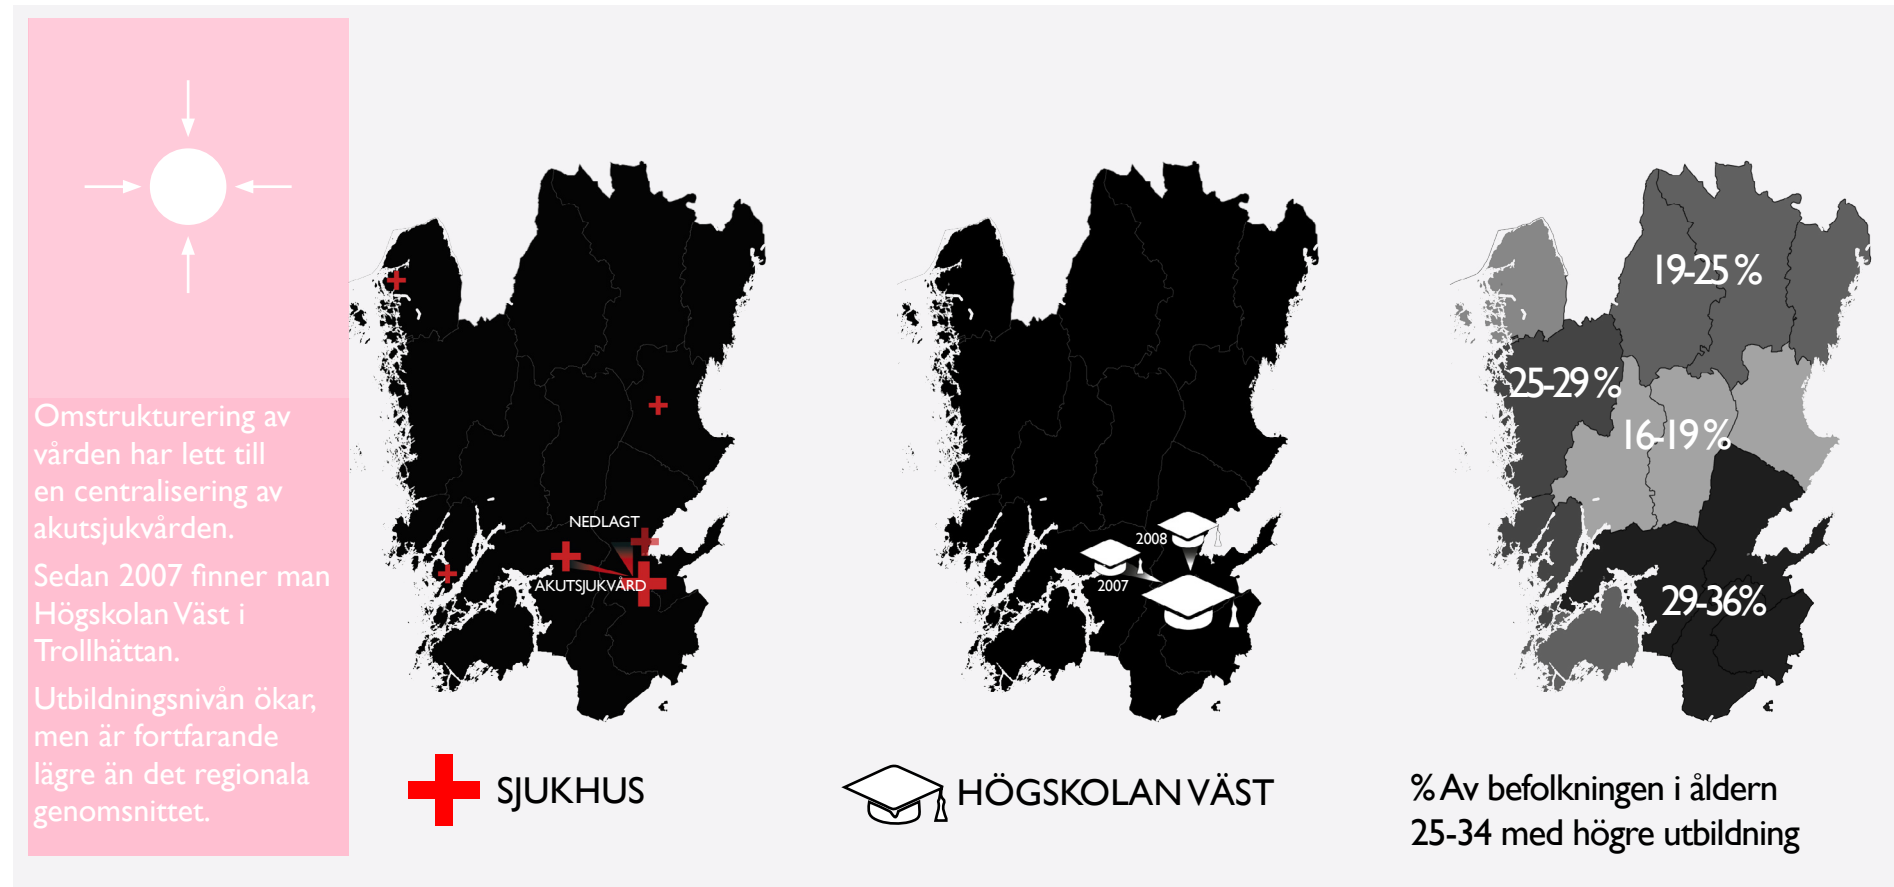 Omstrukturering av
vården har lett till
en centralisering av
akutsjukvården.
Sedan 2007 finner man
Högskolan Väst i
Trollhättan.
Utbildningsnivån ökar,
men är fortfarande
lägre än det regionala
genomsnittet.
NEDLAGT
AKUTSJUKVÅRD
SJUKHUS
2008
2007
HÖGSKOLAN VÄST
19-25 %
25-29 %
16-19 %
29-36%
% Av befolkningen i åldern
25-34 med högre utbildning